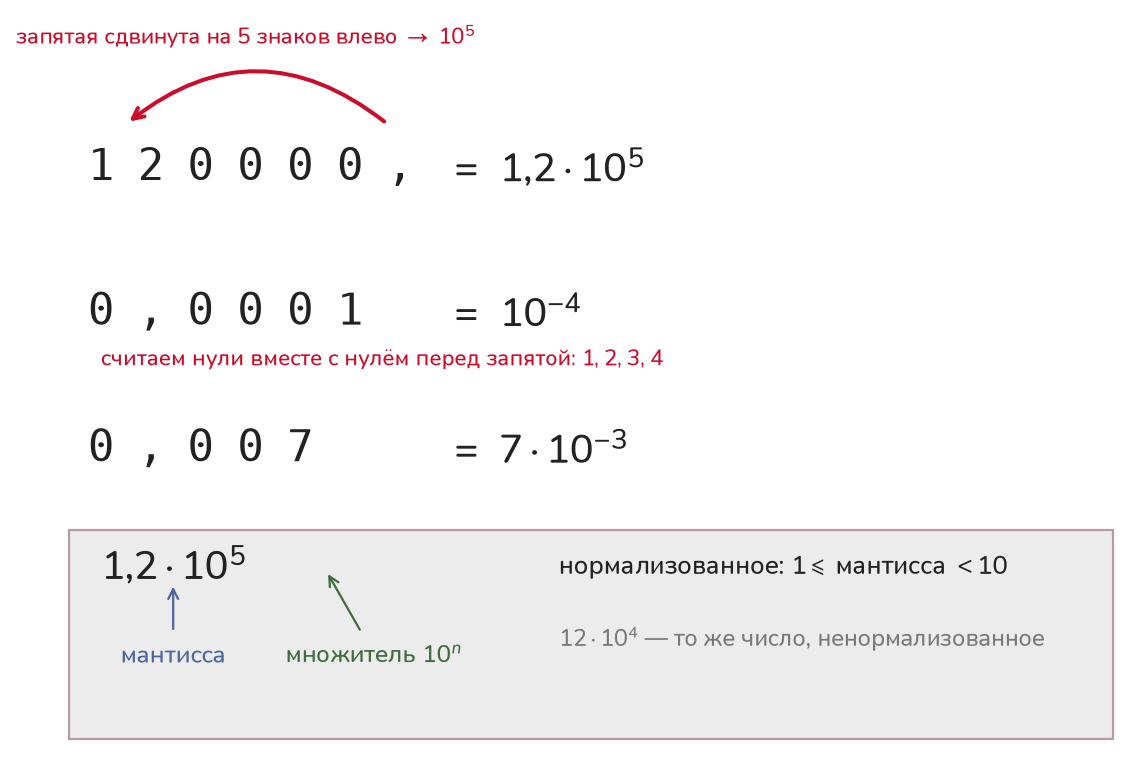 запятая сдвинута на 5 знаков влево → 10⁵
1 2 0 0 0 0 , = 1,2 · 10⁵
0 , 0 0 0 1 = 10⁻⁴
считаем нули вместе с нулём перед запятой: 1, 2, 3, 4
0 , 0 0 7 = 7 · 10⁻³
1,2 · 10⁵
нормализованное: 1 ⩽ мантисса < 10
12 · 10⁴ — то же число, ненормализованное
мантисса
множитель 10ⁿ